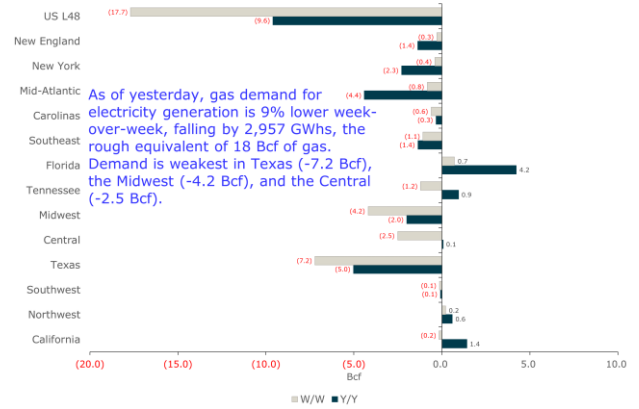 US L48
(17.7)
(9.6)
New England
(0.3)
(1.4)
New York
(0.4)
(2.3)
Mid-Atlantic
(0.8)
(4.4)
As of yesterday, gas demand for
electricity generation is 9% lower week-
over-week, falling by 2,957 GWhs, the
rough equivalent of 18 Bcf of gas.
Demand is weakest in Texas (-7.2 Bcf),
the Midwest (-4.2 Bcf), and the Central
(-2.5 Bcf).
Carolinas
(0.6)
(0.3)
Southeast
(1.1)
(1.4)
Florida
0.7
4.2
Tennessee
(1.2)
0.9
Midwest
(4.2)
(2.0)
Central
(2.5)
0.1
Texas
(7.2)
(5.0)
Southwest
(0.1)
(0.1)
Northwest
0.2
0.6
California
(0.2)
1.4
(20.0) (15.0) (10.0) (5.0) 0.0 5.0 10.0
Bcf
W/W Y/Y